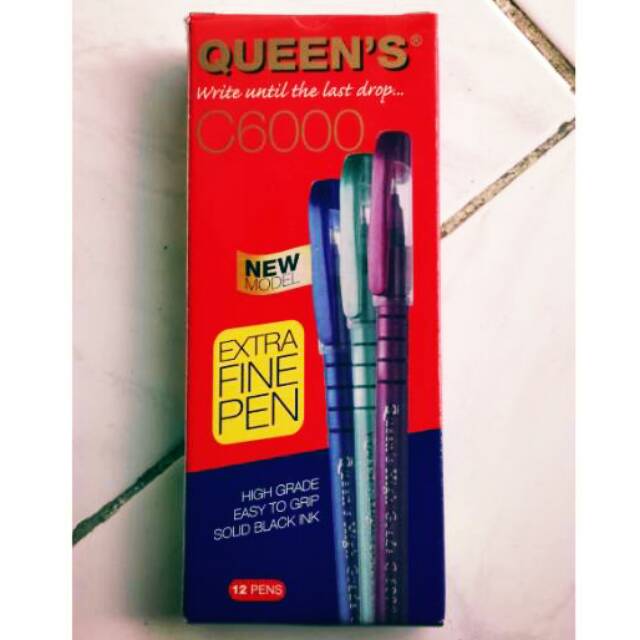 QUEEN'S®
Write until the last drop...
C6000
NEW
MODEL
EXTRA
FINE
PEN
HIGH GRADE
EASY TO GRIP
SOLID BLACK INK
12 PENS